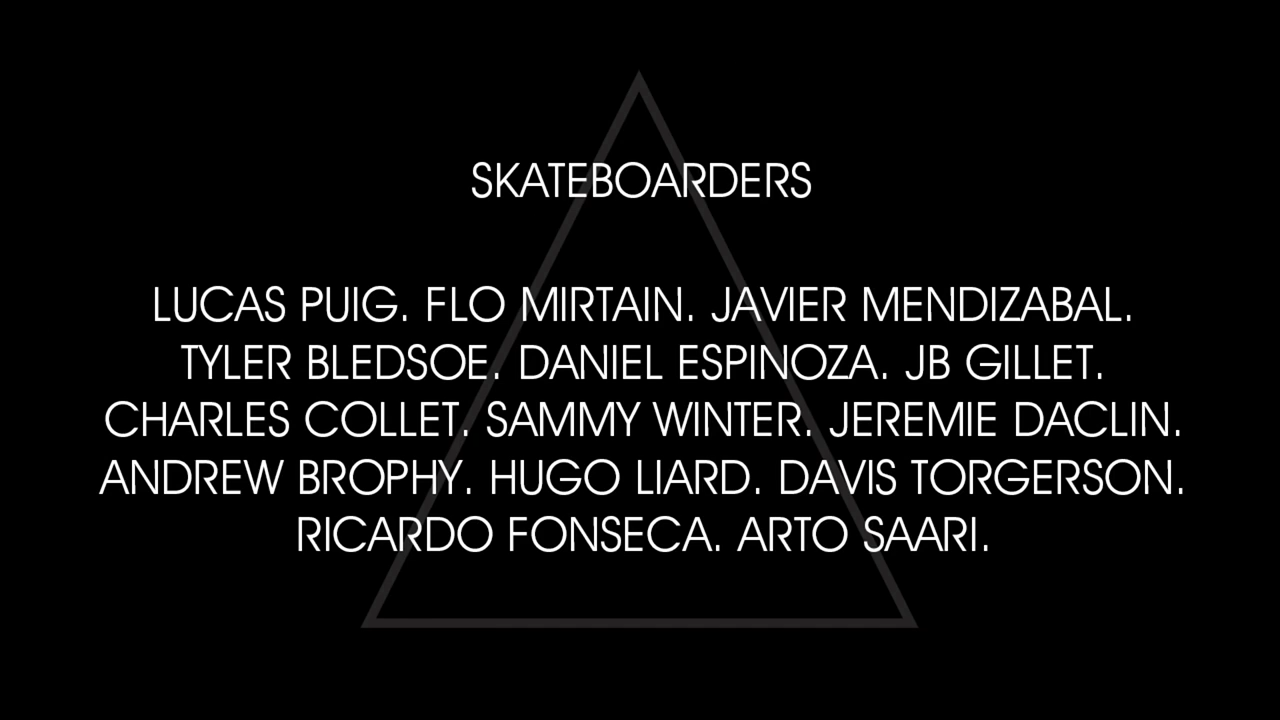 SKATEBOARDERS
LUCAS PUIG. FLO MIRTAIN. JAVIER MENDIZABAL.
TYLER BLEDSOE. DANIEL ESPINOZA. JB GILLET.
CHARLES COLLET. SAMMY WINTER. JEREMIE DACLIN.
ANDREW BROPHY. HUGO LIARD. DAVIS TORGERSON.
RICARDO FONSECA. ARTO SAARI.